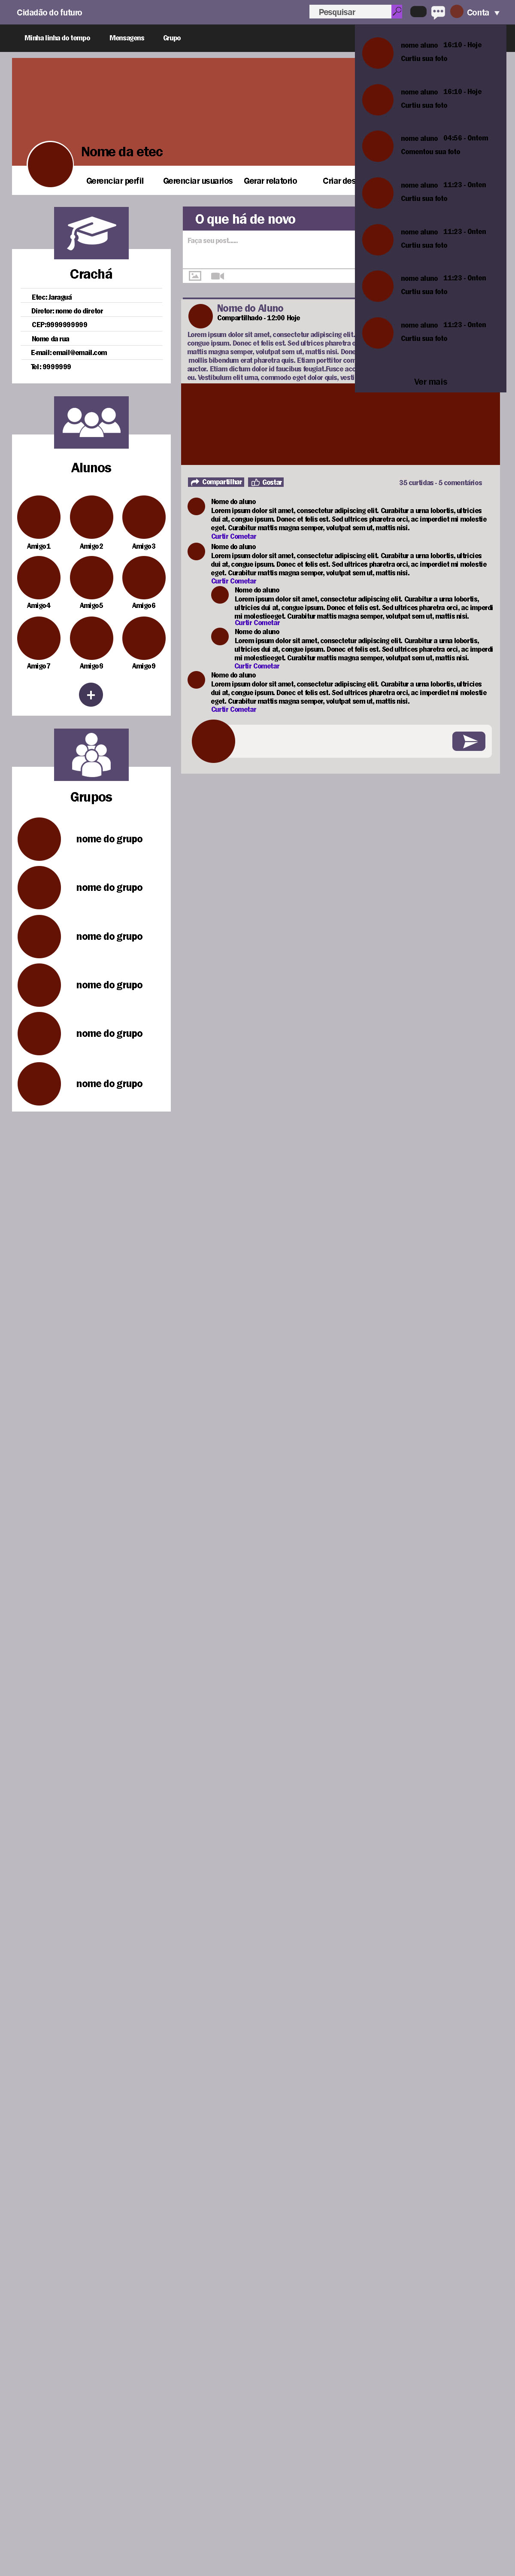 Cidadão do futuro
Pesquisar
Conta
Minha linha do tempo Mensagens Grupo
nome aluno 16:10 - Hoje
Curtiu sua foto
nome aluno 15:10 - Hoje
Curtiu sua foto
nome aluno 04:56 - Ontem
Comentou sua foto
nome aluno 11:23 - Onten
Curtiu sua foto
nome aluno 11:23 - Onten
Curtiu sua foto
nome aluno 11:23 - Onten
Curtiu sua foto
nome aluno 11:23 - Onten
Curtiu sua foto
Ver mais
Nome da etec
Gerenciar perfil Gerenciar usuarios Gerar relatorio Criar des
Crachá
Etec: Jaraguá
Diretor: nome do diretor
CEP:9999999999
Nome da rua
E-mail: email@email.com
Tel: 9999999
Alunos
Amigo1 Amigo2 Amigo3
Amigo4 Amigo5 Amigo6
Amigo7 Amigo8 Amigo9
+
Grupos
nome do grupo
nome do grupo
nome do grupo
nome do grupo
nome do grupo
nome do grupo
O que há de novo
Faça seu post.....
Nome do Aluno
Compartilhado - 12:00 Hoje
Lorem ipsum dolor sit amet, consectetur adipiscing elit.
congue ipsum. Donec et felis est. Sed ultrices pharetra
mattis magna semper, volutpat sem ut, mattis nisi.
mollis bibendum erat pharetra quis. Etiam porttitor
auctor. Etiam dictum dolor id faucibus feugiat.Fusce
eu. Vestibulum elit urna, commodo eget dolor quis,
Compartilhar Gostar 35 curtidas - 5 comentários
Nome do aluno
Lorem ipsum dolor sit amet, consectetur adipiscing elit. Curabitur a urna lobortis, ultricies
dui at, congue ipsum. Donec et felis est. Sed ultrices pharetra orci, ac imperdiet mi molestie
eget. Curabitur mattis magna semper, volutpat sem ut, mattis nisi.
Curtir Cometar
Nome do aluno
Lorem ipsum dolor sit amet, consectetur adipiscing elit. Curabitur a urna lobortis, ultricies
dui at, congue ipsum. Donec et felis est. Sed ultrices pharetra orci, ac imperdiet mi molestie
eget. Curabitur mattis magna semper, volutpat sem ut, mattis nisi.
Curtir Cometar
Nome do aluno
Lorem ipsum dolor sit amet, consectetur adipiscing elit. Curabitur a urna lobortis,
ultricies dui at, congue ipsum. Donec et felis est. Sed ultrices pharetra orci, ac imperdi
mi molestieeget. Curabitur mattis magna semper, volutpat sem ut, mattis nisi.
Curtir Cometar
Nome do aluno
Lorem ipsum dolor sit amet, consectetur adipiscing elit. Curabitur a urna lobortis,
ultricies dui at, congue ipsum. Donec et felis est. Sed ultrices pharetra orci, ac imperdi
mi molestieeget. Curabitur mattis magna semper, volutpat sem ut, mattis nisi.
Curtir Cometar
Nome do aluno
Lorem ipsum dolor sit amet, consectetur adipiscing elit. Curabitur a urna lobortis, ultricies
dui at, congue ipsum. Donec et felis est. Sed ultrices pharetra orci, ac imperdiet mi molestie
eget. Curabitur mattis magna semper, volutpat sem ut, mattis nisi.
Curtir Cometar